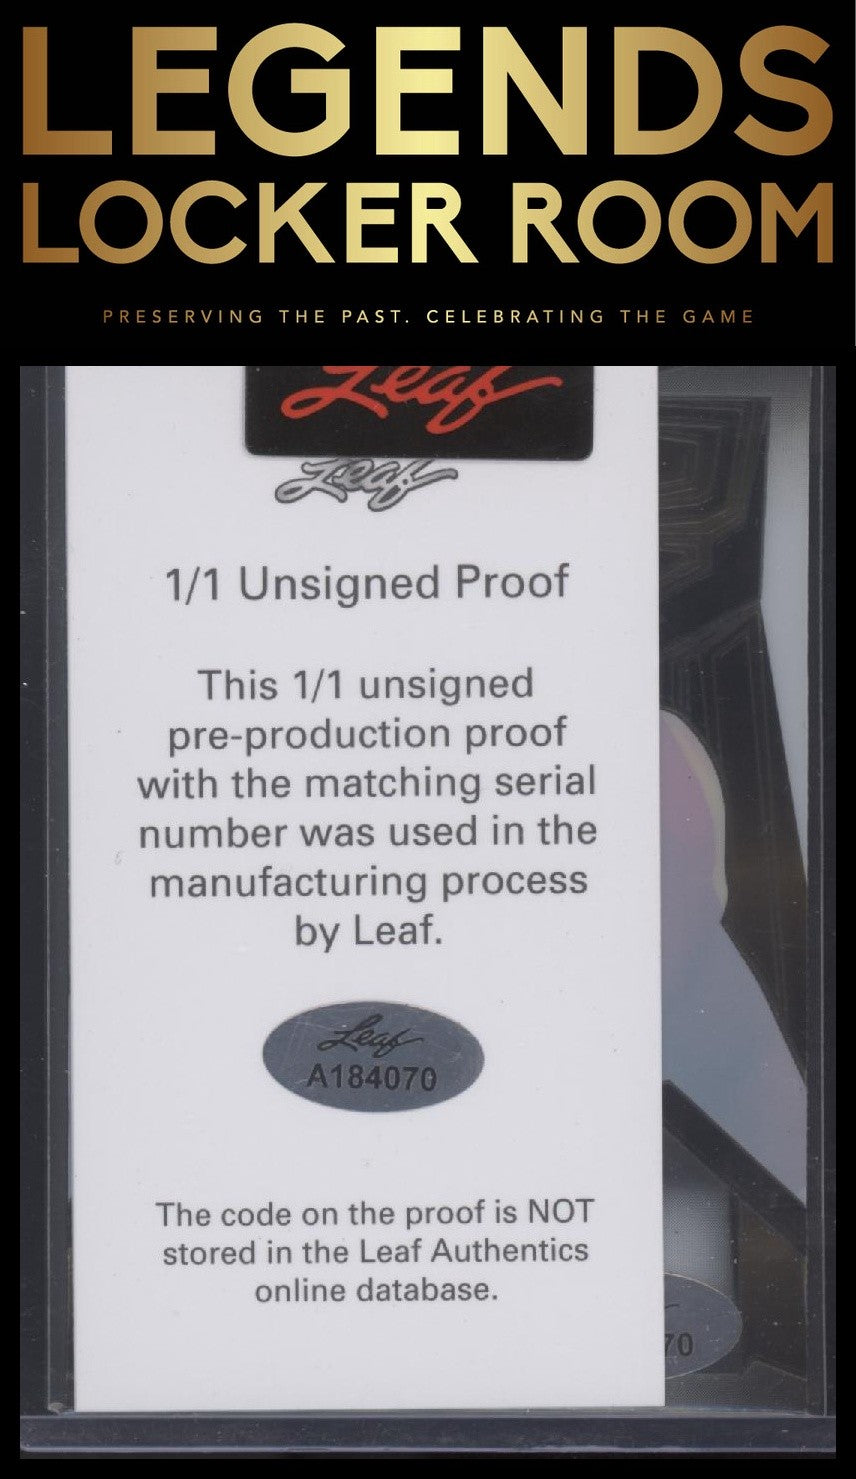 LEGENDS
LOCKER ROOM
PRESERVING THE PAST. CELEBRATING THE GAME
Leaf
Leaf
1/1 Unsigned Proof
This 1/1 unsigned
pre-production proof
with the matching serial
number was used in the
manufacturing process
by Leaf.
Leaf
A184070
The code on the proof is NOT
stored in the Leaf Authentics
online database.
70